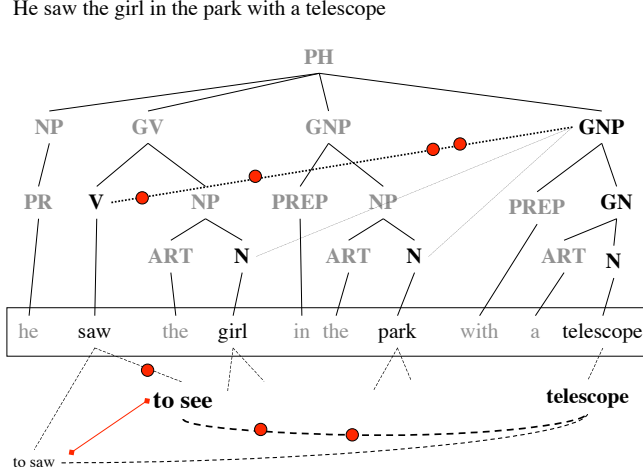 He saw the girl in the park with a telescope
PH
NP GV GNP GNP
PR V NP PREP NP PREP GN
ART N ART N ART N
he saw the girl in the park with a telescope
to see telescope
to saw